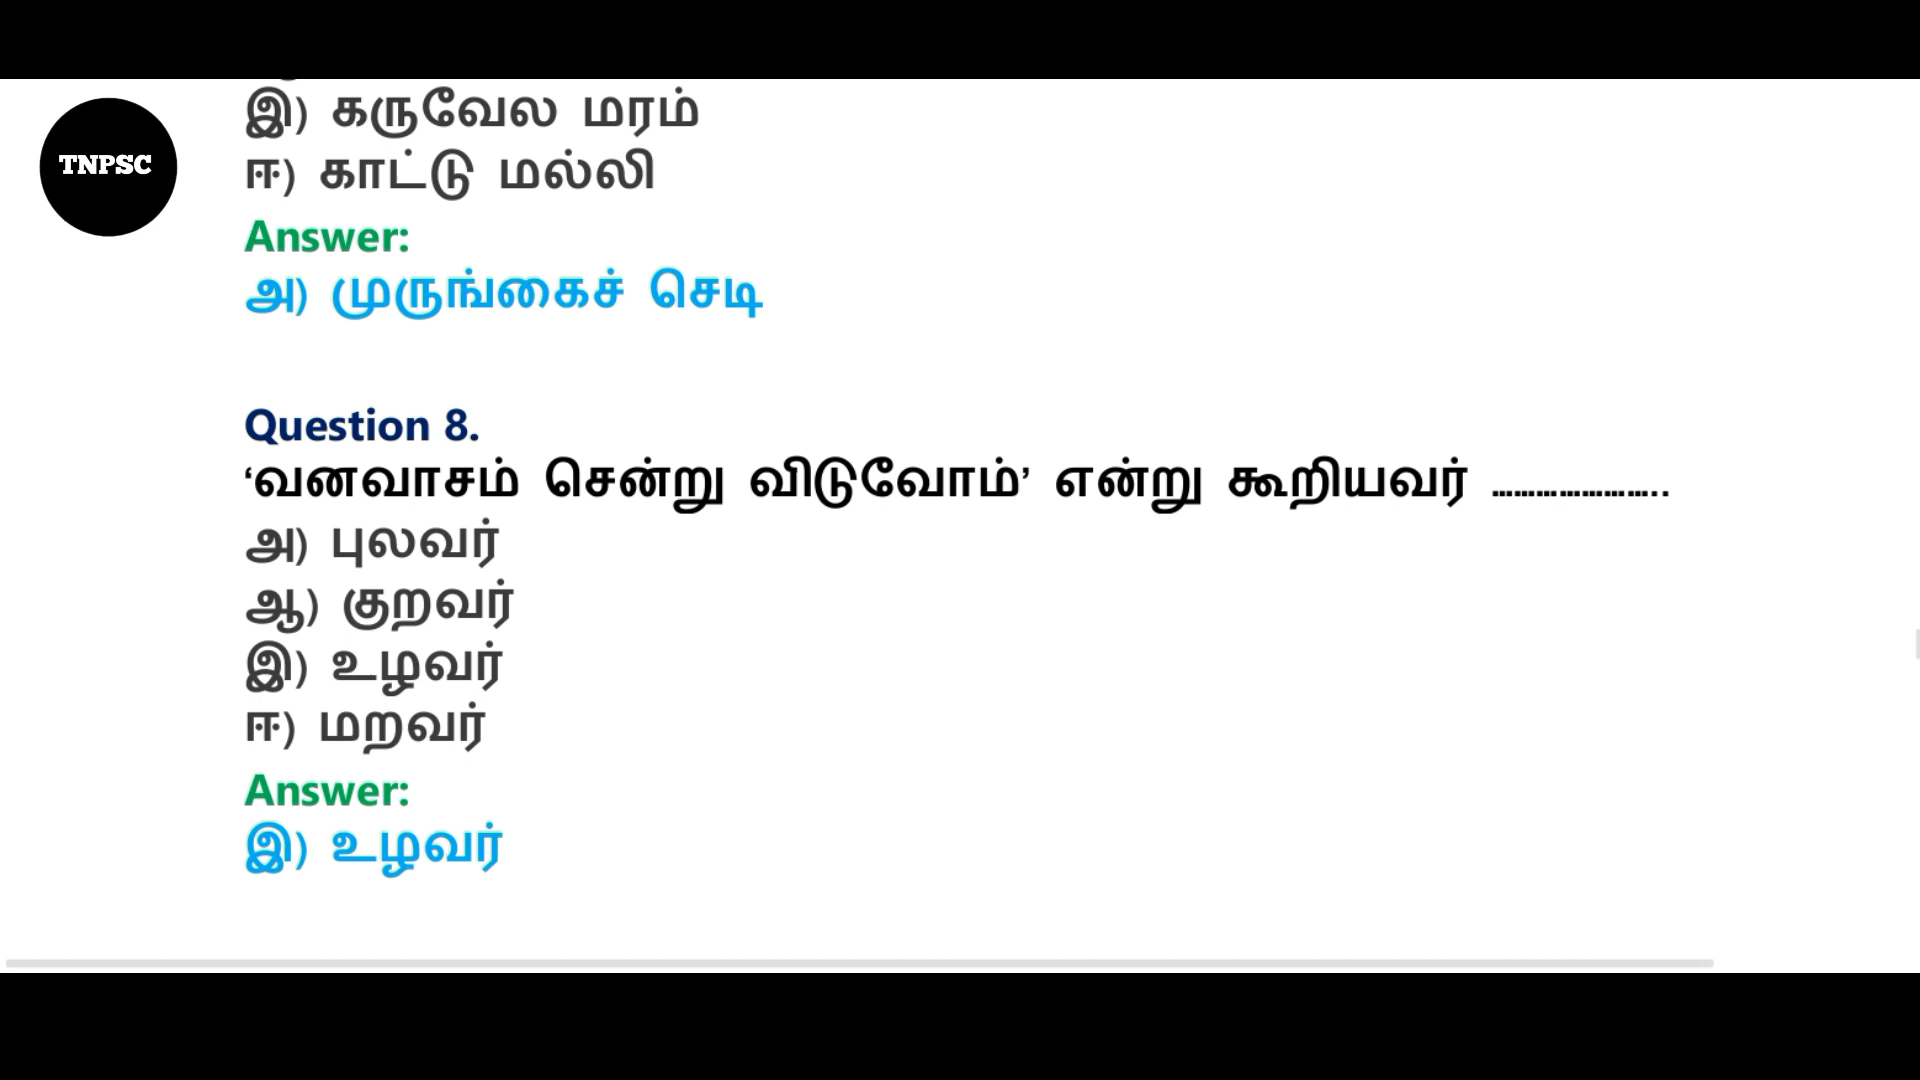 TNPSC
இ) கருவேல மரம்
ஈ) காட்டு மல்லி
Answer:
அ) முருங்கைச் செடி
Question 8.
‘வனவாசம் சென்று விடுவோம்’ என்று கூறியவர் …………………..
அ) புலவர்
ஆ) குறவர்
இ) உழவர்
ஈ) மறவர்
Answer:
இ) உழவர்